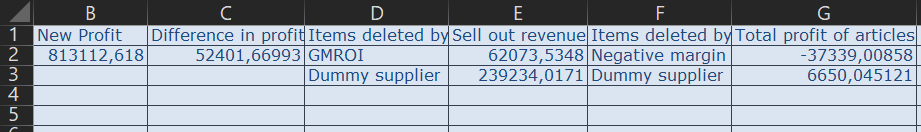 B C D E F G
1 New Profit Difference in profit Items deleted by Sell out revenue Items deleted by Total profit of articles
2 813112,618 52401,66993 GMROI 62073,5348 Negative margin -37339,00858
3 Dummy supplier 239234,0171 Dummy supplier 6650,045121
4
5